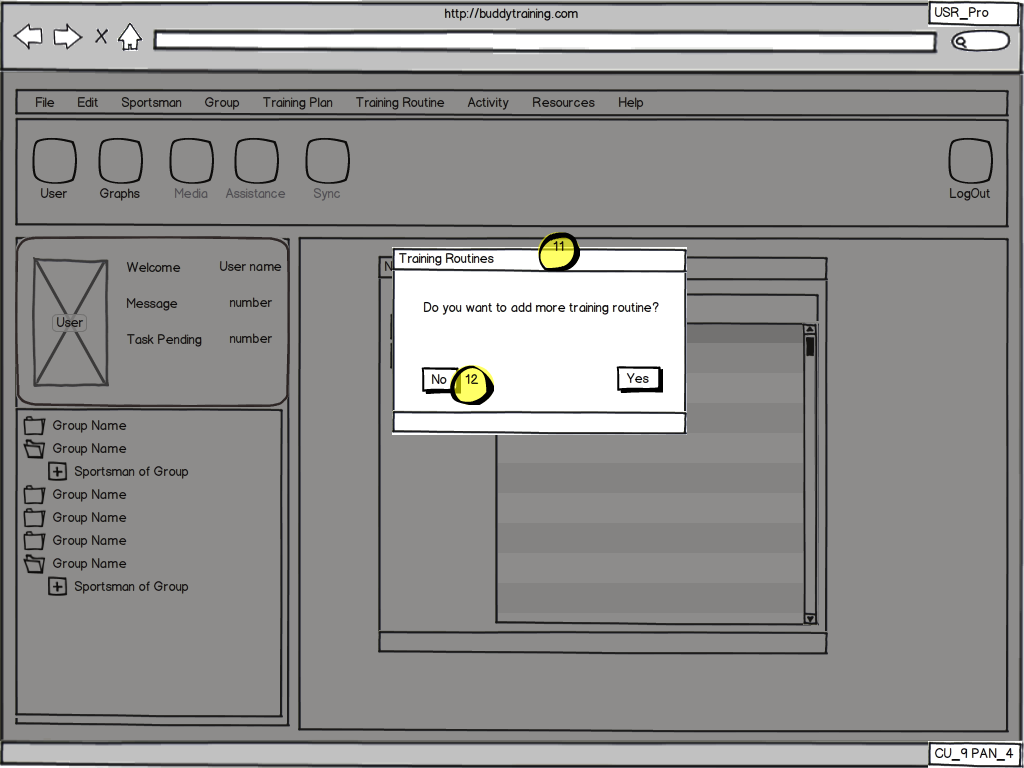 http://buddytraining.com
USR_Pro
File Edit Sportsman Group Training Plan Training Routine Activity Resources Help
User Graphs Media Assistance Sync LogOut
User
Welcome User name
Message number
Task Pending number
Group Name
Group Name
Sportsman of Group
Group Name
Group Name
Group Name
Group Name
Sportsman of Group
N
11
Training Routines
Do you want to add more training routine?
No 12 Yes
CU_9 PAN_4